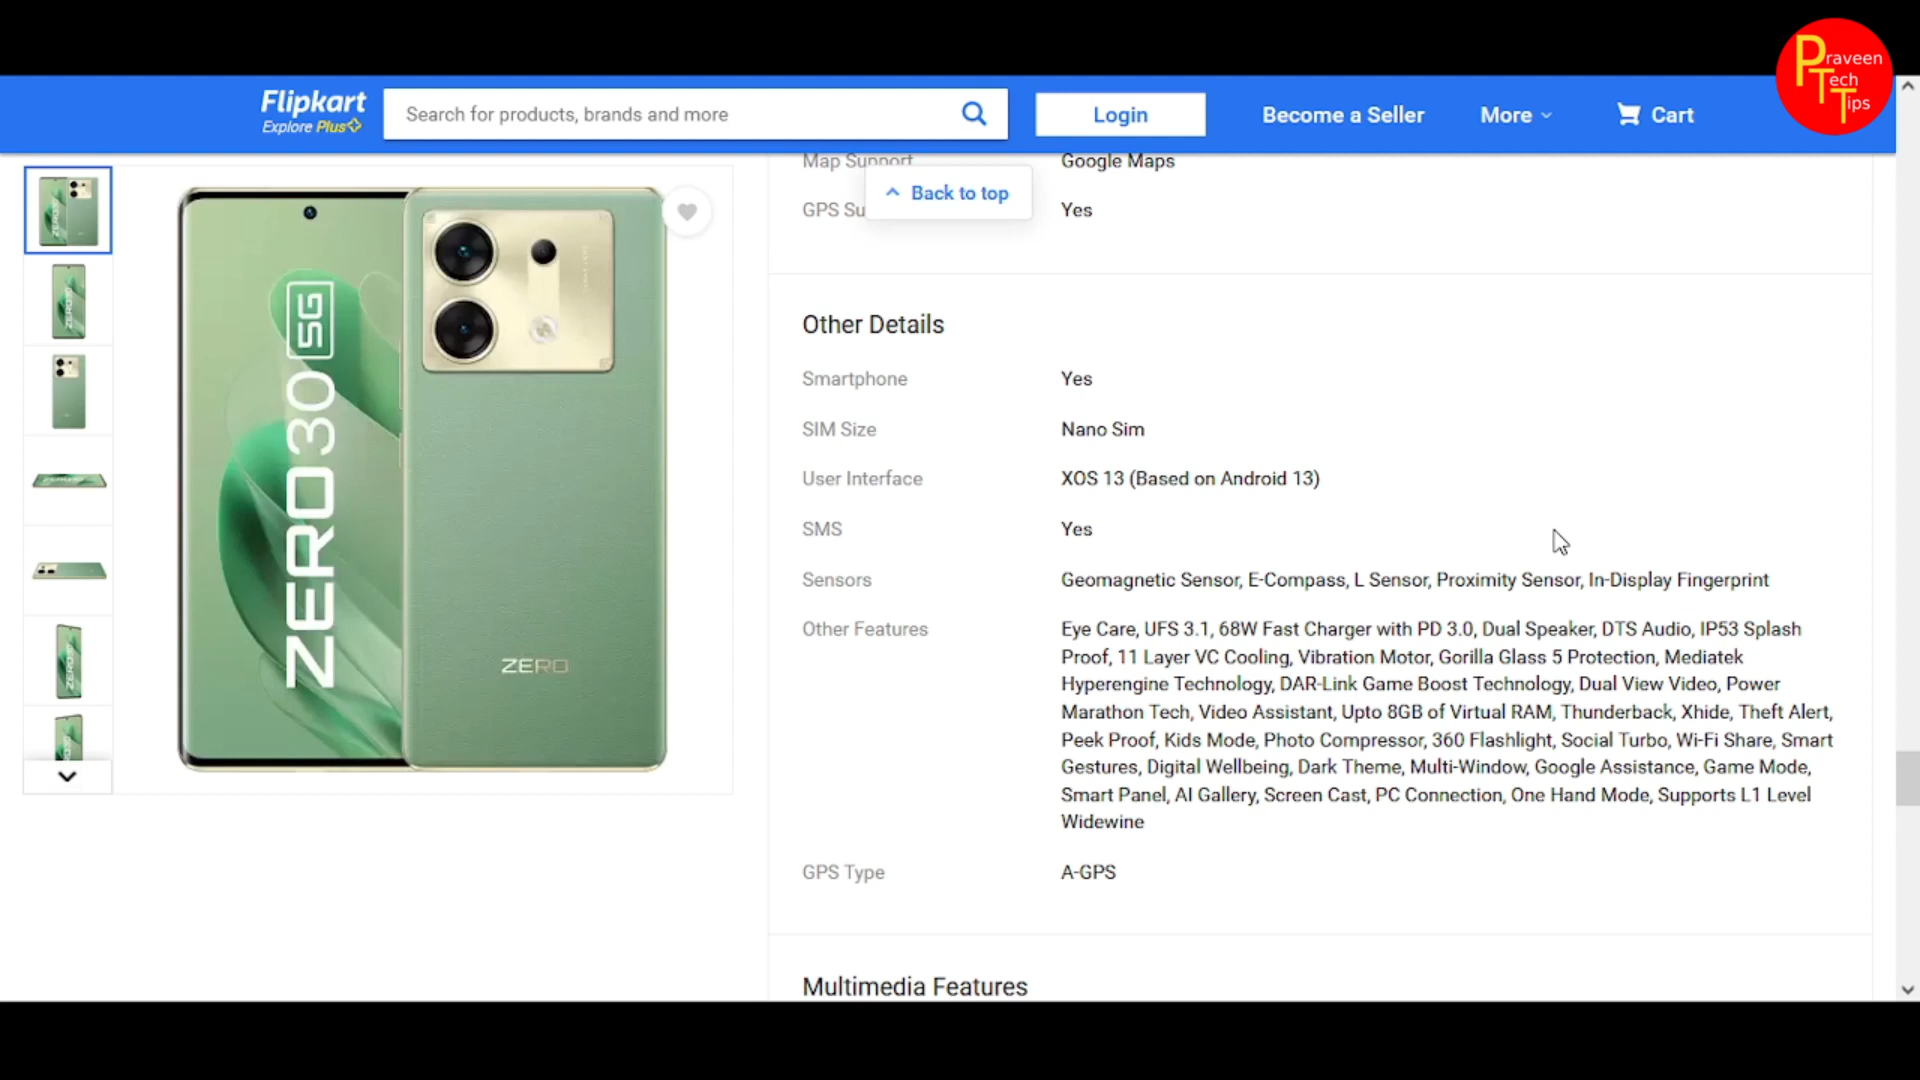 Praveen
Tech
Tips
Flipkart
Explore Plus
Search for products, brands and more
Login
Become a Seller
More
Cart
Map Support
Google Maps
Back to top
GPS Su
Yes
Other Details
Smartphone
Yes
SIM Size
Nano Sim
User Interface
XOS 13 (Based on Android 13)
SMS
Yes
Sensors
Geomagnetic Sensor, E-Compass, L Sensor, Proximity Sensor, In-Display Fingerprint
Other Features
Eye Care, UFS 3.1, 68W Fast Charger with PD 3.0, Dual Speaker, DTS Audio, IP53 Splash
Proof, 11 Layer VC Cooling, Vibration Motor, Gorilla Glass 5 Protection, Mediatek
Hyperengine Technology, DAR-Link Game Boost Technology, Dual View Video, Power
Marathon Tech, Video Assistant, Upto 8GB of Virtual RAM, Thunderback, Xhide, Theft Alert,
Peek Proof, Kids Mode, Photo Compressor, 360 Flashlight, Social Turbo, Wi-Fi Share, Smart
Gestures, Digital Wellbeing, Dark Theme, Multi-Window, Google Assistance, Game Mode,
Smart Panel, AI Gallery, Screen Cast, PC Connection, One Hand Mode, Supports L1 Level
Widewine
GPS Type
A-GPS
Multimedia Features
ZERO 30 5G
ZERO